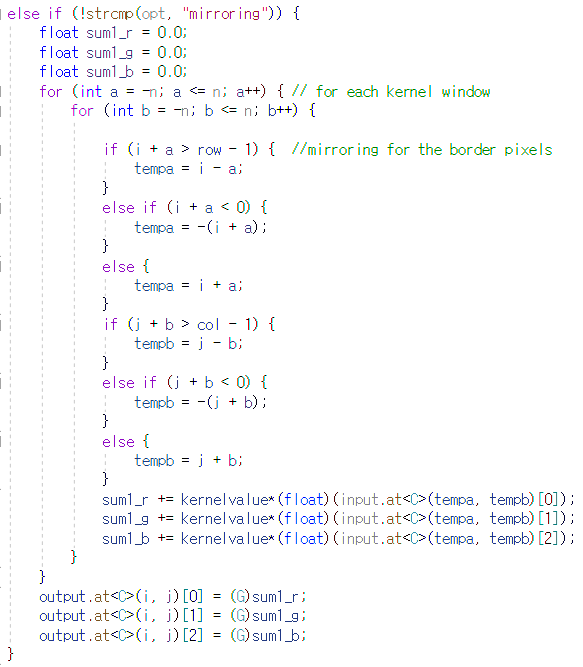 else if (!strcmp(opt, "mirroring")) {
    float sum1_r = 0.0;
    float sum1_g = 0.0;
    float sum1_b = 0.0;
    for (int a = -n; a <= n; a++) { // for each kernel window
        for (int b = -n; b <= n; b++) {

            if (i + a > row - 1) {  //mirroring for the border pixels
                tempa = i - a;
            }
            else if (i + a < 0) {
                tempa = -(i + a);
            }
            else {
                tempa = i + a;
            }
            if (j + b > col - 1) {
                tempb = j - b;
            }
            else if (j + b < 0) {
                tempb = -(j + b);
            }
            else {
                tempb = j + b;
            }
            sum1_r += kernelvalue*(float)(input.at<C>(tempa, tempb)[0]);
            sum1_g += kernelvalue*(float)(input.at<C>(tempa, tempb)[1]);
            sum1_b += kernelvalue*(float)(input.at<C>(tempa, tempb)[2]);
        }
    }
    output.at<C>(i, j)[0] = (G)sum1_r;
    output.at<C>(i, j)[1] = (G)sum1_g;
    output.at<C>(i, j)[2] = (G)sum1_b;
}